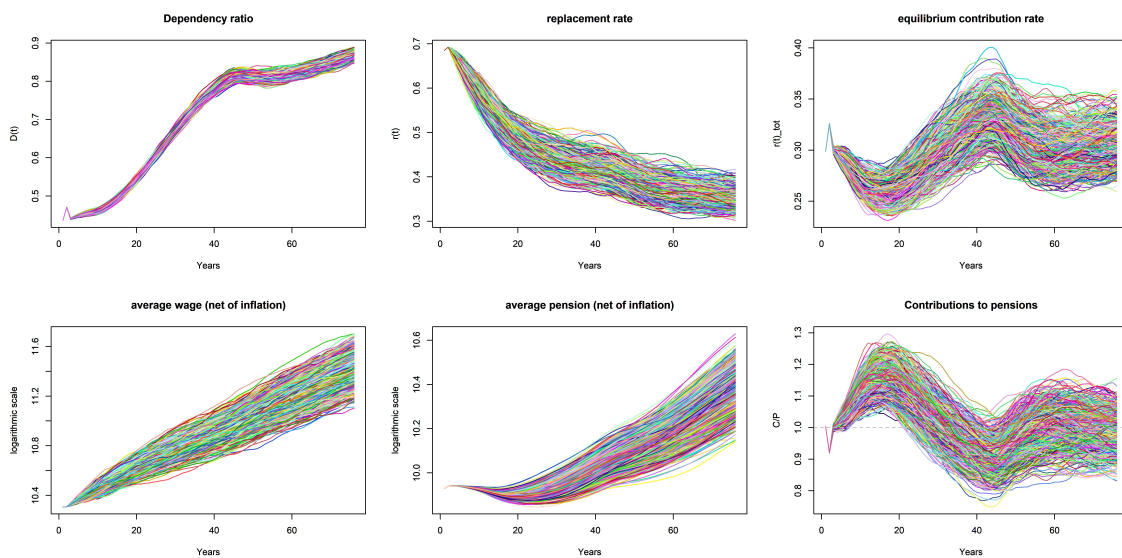 Dependency ratio
D(t)
0.5 0.6 0.7 0.8 0.9
0 20 40 60
Years
replacement rate
r(t)
0.3 0.4 0.5 0.6 0.7
0 20 40 60
Years
equilibrium contribution rate
r(t)_tot
0.25 0.30 0.35 0.40
0 20 40 60
Years
average wage (net of inflation)
logarithmic scale
10.4 10.8 11.2 11.6
0 20 40 60
Years
average pension (net of inflation)
logarithmic scale
10.0 10.2 10.4 10.6
0 20 40 60
Years
Contributions to pensions
C/P
0.8 0.9 1.0 1.1 1.2 1.3
0 20 40 60
Years